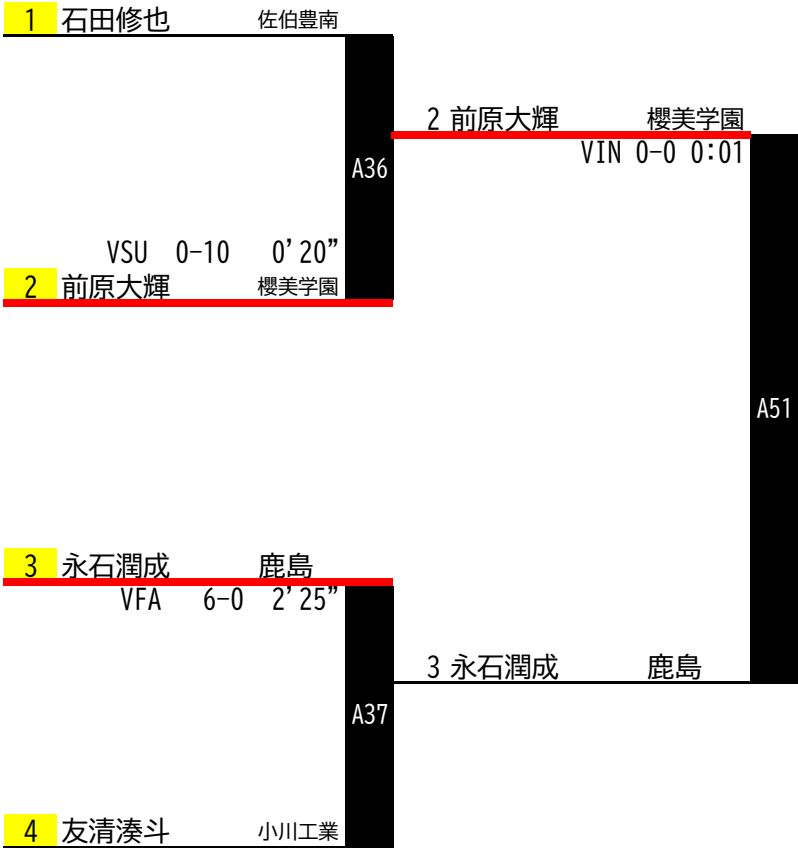 1 石田修也 佐伯豊南
2 前原大輝 櫻美学園
VIN 0-0 0:01
A36
VSU 0-10 0'20"
2 前原大輝 櫻美学園
A51
3 永石潤成 鹿島
VFA 6-0 2'25"
3 永石潤成 鹿島
A37
4 友清湊斗 小川工業